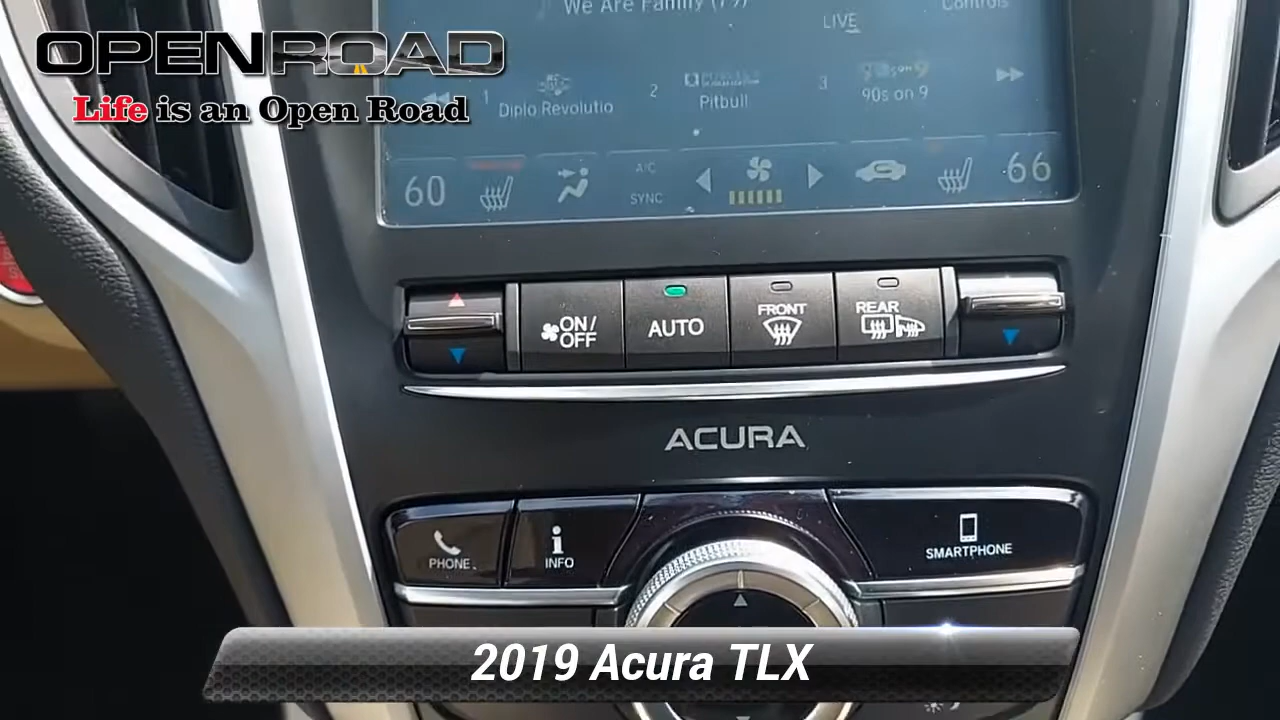 We Are Family (79)
Controls
LIVE
OPENROAD
Life is an Open Road
1
Diplo Revolutio
2
Pitbull
3
90s on 9
60
A/C
SYNC
66
ON/
OFF
AUTO
FRONT
REAR
ACURA
PHONE
i
INFO
SMARTPHONE
2019 Acura TLX